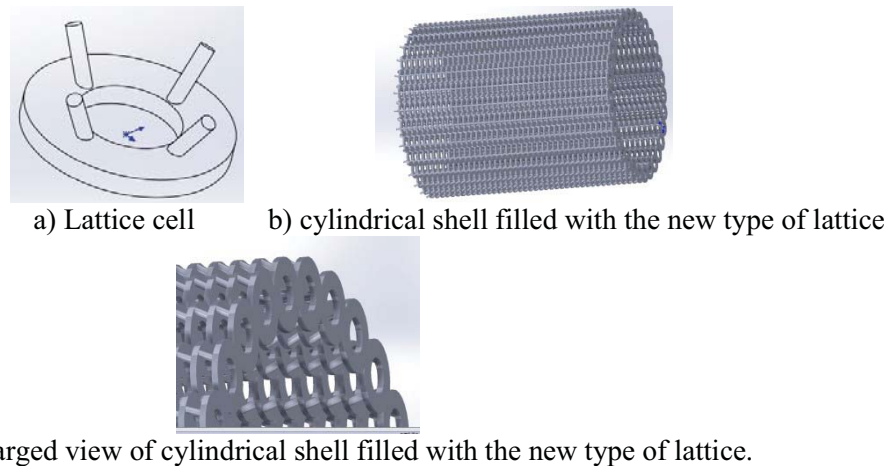 a) Lattice cell b) cylindrical shell filled with the new type of lattice
view of cylindrical shell filled with the new type of lattice.